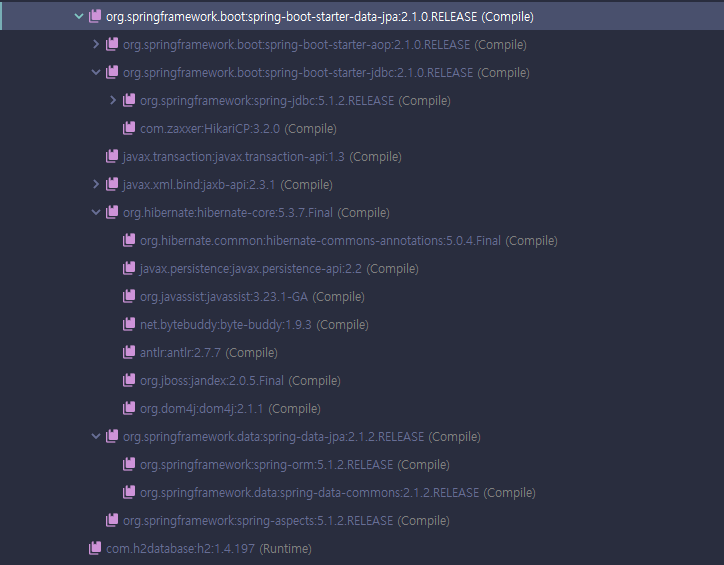 org.springframework.boot:spring-boot-starter-data-jpa:2.1.0.RELEASE (Compile)
org.springframework.boot:spring-boot-starter-aop:2.1.0.RELEASE (Compile)
org.springframework.boot:spring-boot-starter-jdbc:2.1.0.RELEASE (Compile)
org.springframework:spring-jdbc:5.1.2.RELEASE (Compile)
com.zaxxer:HikariCP:3.2.0 (Compile)
javax.transaction:javax.transaction-api:1.3 (Compile)
javax.xml.bind:jaxb-api:2.3.1 (Compile)
org.hibernate:hibernate-core:5.3.7.Final (Compile)
org.hibernate.common:hibernate-commons-annotations:5.0.4.Final (Compile)
javax.persistence:javax.persistence-api:2.2 (Compile)
org.javassist:javassist:3.23.1-GA (Compile)
net.bytebuddy:byte-buddy:1.9.3 (Compile)
antlr:antlr:2.7.7 (Compile)
org.jboss:jandex:2.0.5.Final (Compile)
org.dom4j:dom4j:2.1.1 (Compile)
org.springframework.data:spring-data-jpa:2.1.2.RELEASE (Compile)
org.springframework:spring-orm:5.1.2.RELEASE (Compile)
org.springframework.data:spring-data-commons:2.1.2.RELEASE (Compile)
org.springframework:spring-aspects:5.1.2.RELEASE (Compile)
com.h2database:h2:1.4.197 (Runtime)